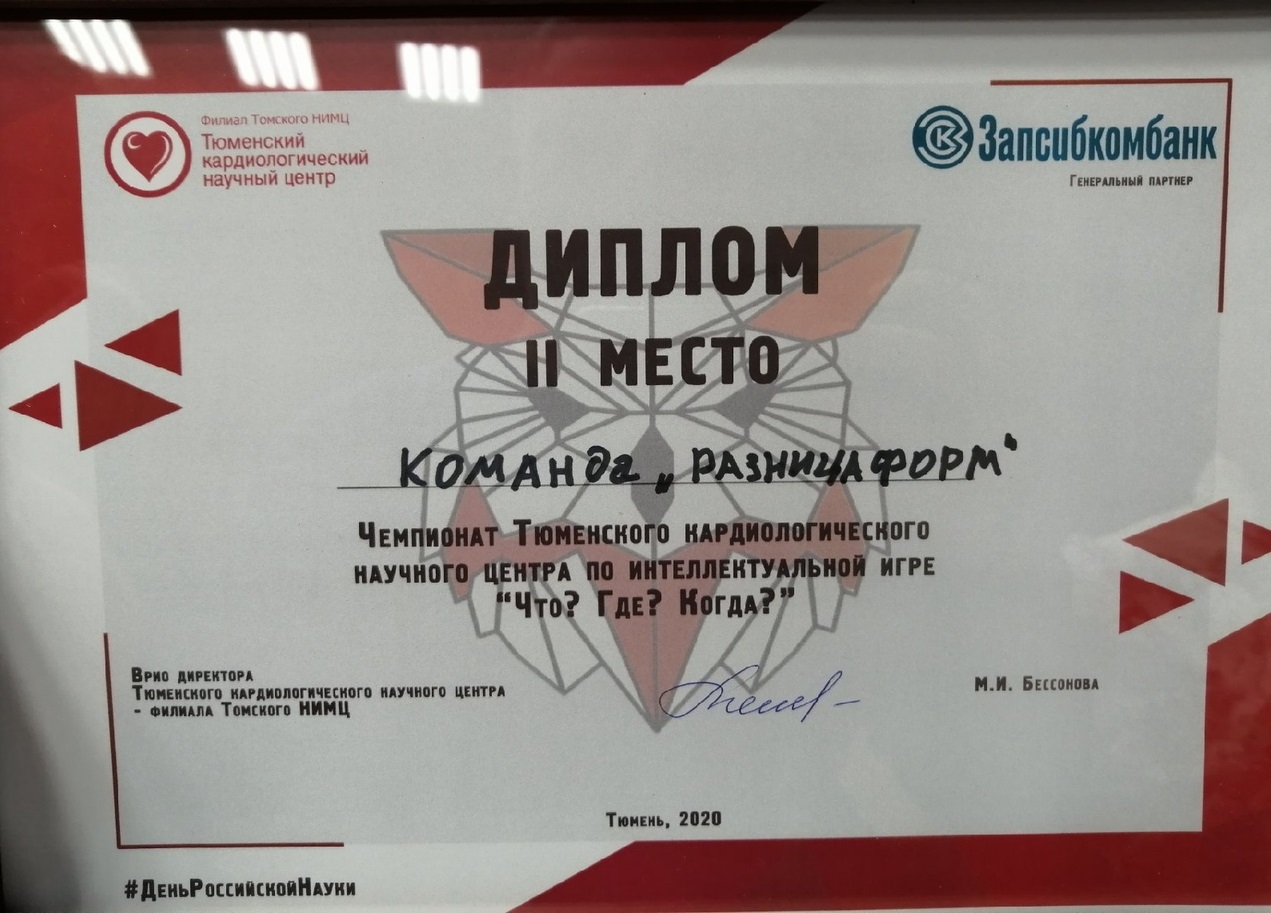 Филиал Томского НИМЦ
Тюменский
кардиологический
научный центр
Запсибкомбанк
Генеральный партнер
ДИПЛОМ
II МЕСТО
КОМАНДА „РАЗНИЦА ФОРМ“
Чемпионат Тюменского кардиологического
научного центра по интеллектуальной игре
“Что? Где? Когда?”
Врио директора
Тюменского кардиологического научного центра
- филиала Томского НИМЦ
М.И. Бессонова
Тюмень, 2020
#ДеньРоссийскойНауки